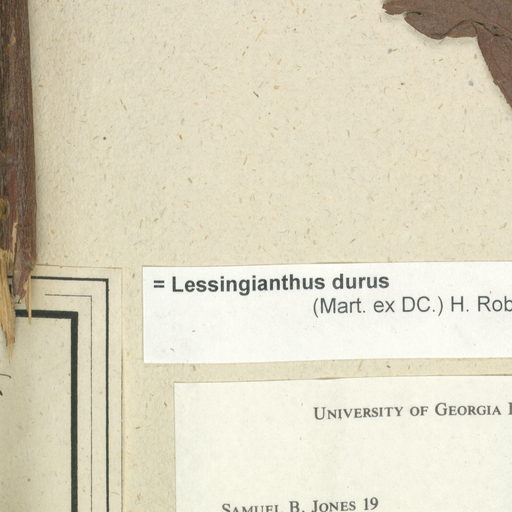 = Lessingianthus durus
(Mart. ex DC.) H. Rob
University of Georgia
Samuel B. Jones 19